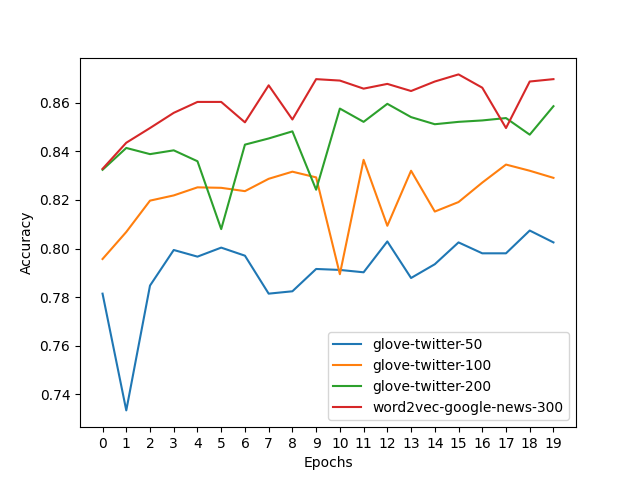 0.86
0.84
0.82
0.80
0.78
0.76
0.74
Accuracy
glove-twitter-50
glove-twitter-100
glove-twitter-200
word2vec-google-news-300
0 1 2 3 4 5 6 7 8 9 10 11 12 13 14 15 16 17 18 19
Epochs